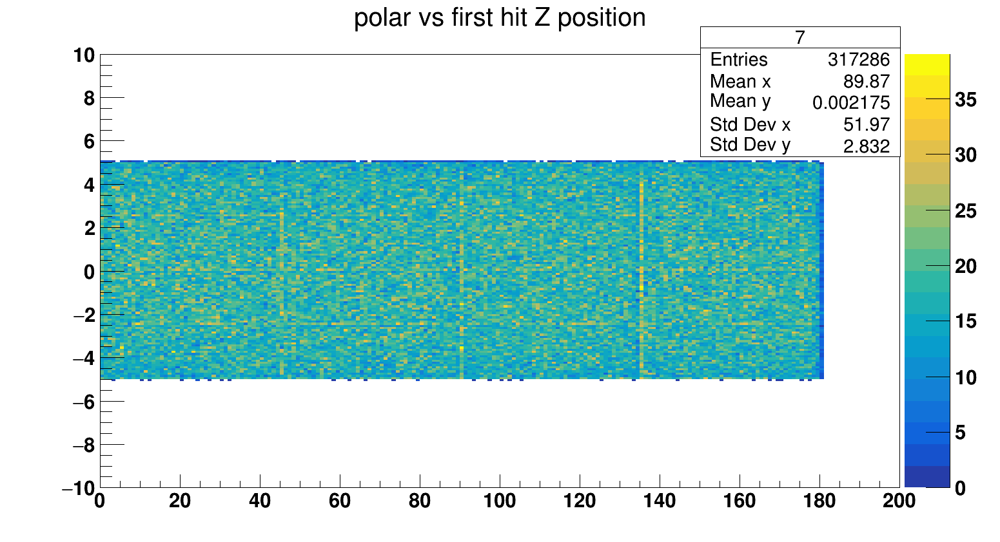 polar vs first hit Z position
7
Entries 317286
Mean x 89.87
Mean y 0.002175
Std Dev x 51.97
Std Dev y 2.832
10
8
6
4
2
0
−2
−4
−6
−8
−10
0 20 40 60 80 100 120 140 160 180 200
35
30
25
20
15
10
5
0